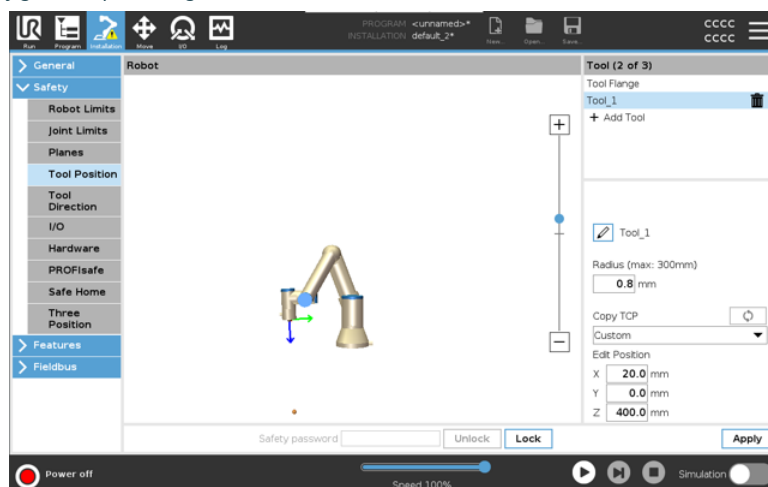 PROGRAM <unnamed>*
INSTALLATION default_2*
UR
Run
Program
Installation
Move
I/O
Log
New...
Open...
Save...
CCCC
CCCC
General
Safety
Robot Limits
Joint Limits
Planes
Tool Position
Tool
Direction
I/O
Hardware
PROFIsafe
Safe Home
Three
Position
Features
Fieldbus
Robot
Safety password
Unlock
Lock
Tool (2 of 3)
Tool Flange
Tool_1
+ Add Tool
Tool_1
Radius (max: 300mm)
0.8 mm
Copy TCP
Custom
Edit Position
X 20.0 mm
Y 0.0 mm
Z 400.0 mm
Apply
Power off
Speed 100%
Simulation